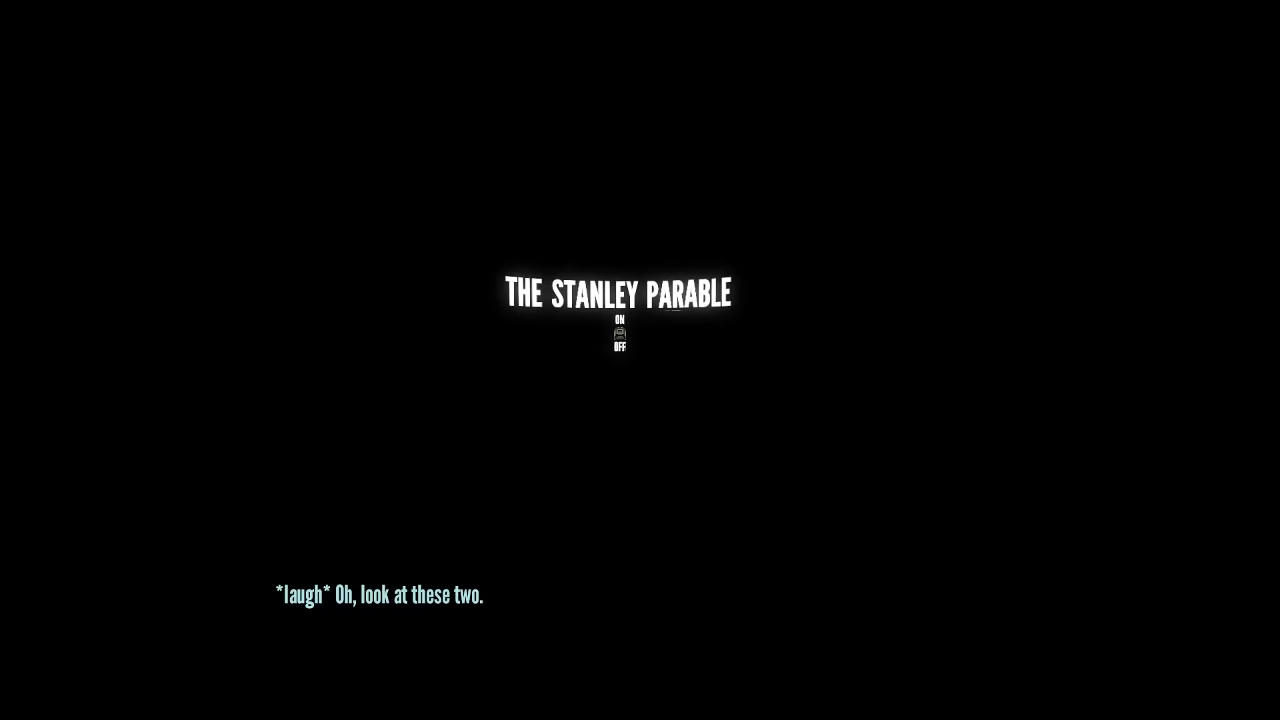 THE STANLEY PARABLE
ON
OFF
*laugh* Oh, look at these two.